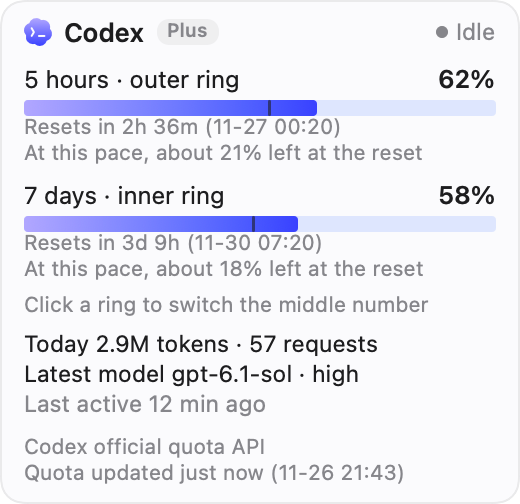 Codex Plus Idle
5 hours · outer ring 62%
Resets in 2h 36m (11-27 00:20)
At this pace, about 21% left at the reset
7 days · inner ring 58%
Resets in 3d 9h (11-30 07:20)
At this pace, about 18% left at the reset
Click a ring to switch the middle number
Today 2.9M tokens · 57 requests
Latest model gpt-6.1-sol · high
Last active 12 min ago
Codex official quota API
Quota updated just now (11-26 21:43)